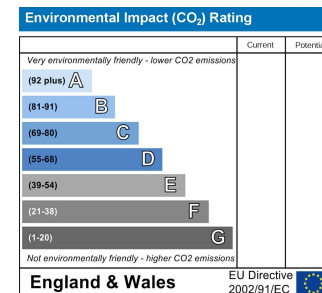 Environmental Impact (CO₂) Rating
Current Potential
Very environmentally friendly - lower CO2 emissions
(92 plus) A
(81-91) B
(69-80) C
(55-68) D
(39-54) E
(21-38) F
(1-20) G
Not environmentally friendly - higher CO2 emissions
England & Wales
EU Directive
2002/91/EC